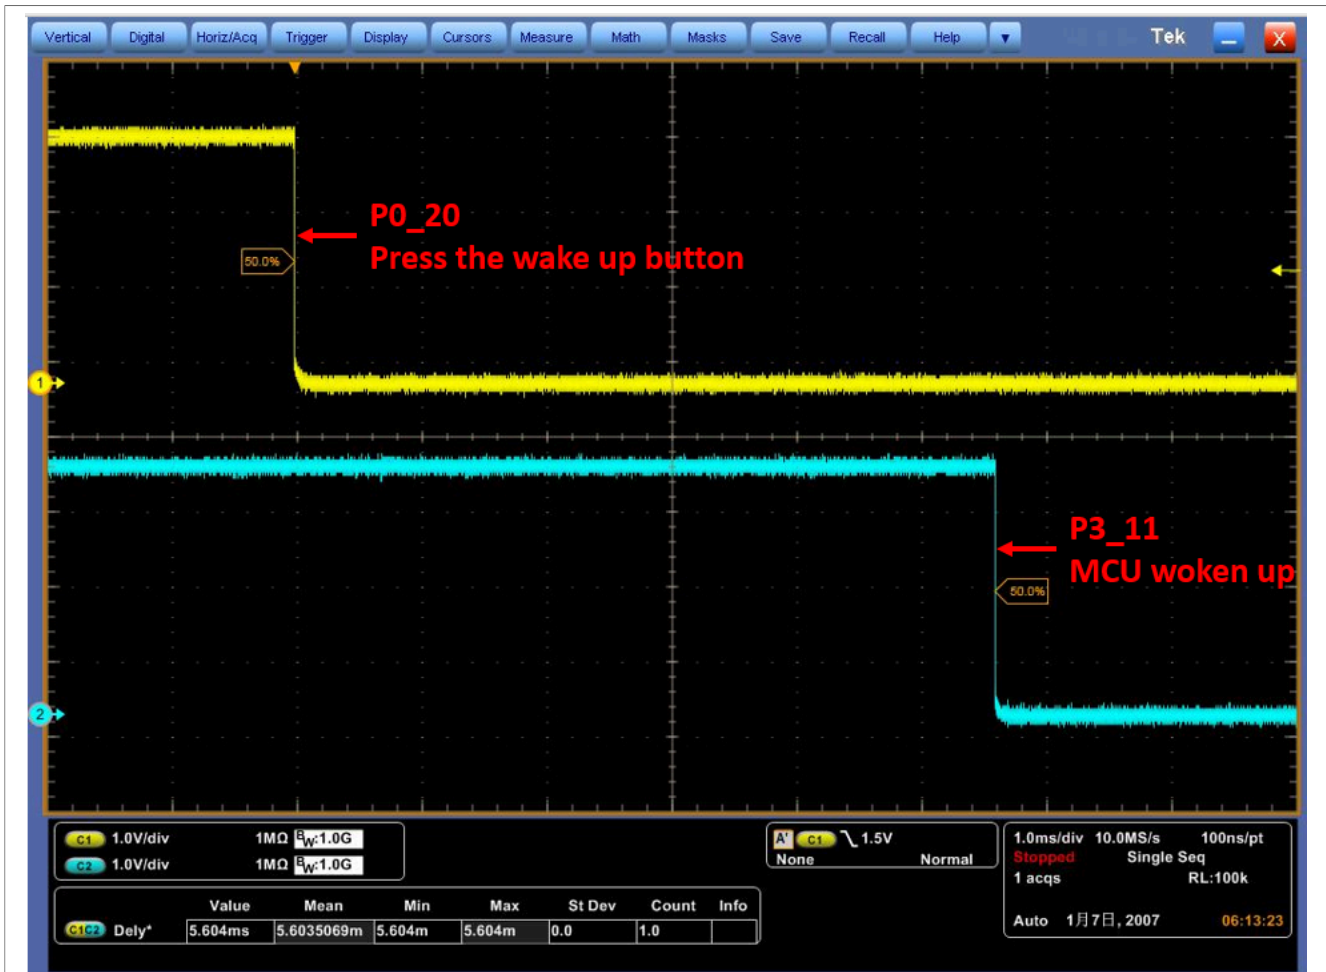 Vertical Digital Horiz/Acq Trigger Display Cursors Measure Math Masks Save Recall Help ▼ Tek X
P0_20
Press the wake up button
50.0%
1
P3_11
MCU woken up
50.0%
2
C1 1.0V/div 1MΩ BW:1.0G
C2 1.0V/div 1MΩ BW:1.0G
A' C1 1.5V
None Normal
1.0ms/div 10.0MS/s 100ns/pt
Stopped Single Seq
1 acqs RL:100k
Auto 1月7日, 2007 06:13:23
Value Mean Min Max St Dev Count Info
C1C2 Dely* 5.604ms 5.6035069m 5.604m 5.604m 0.0 1.0